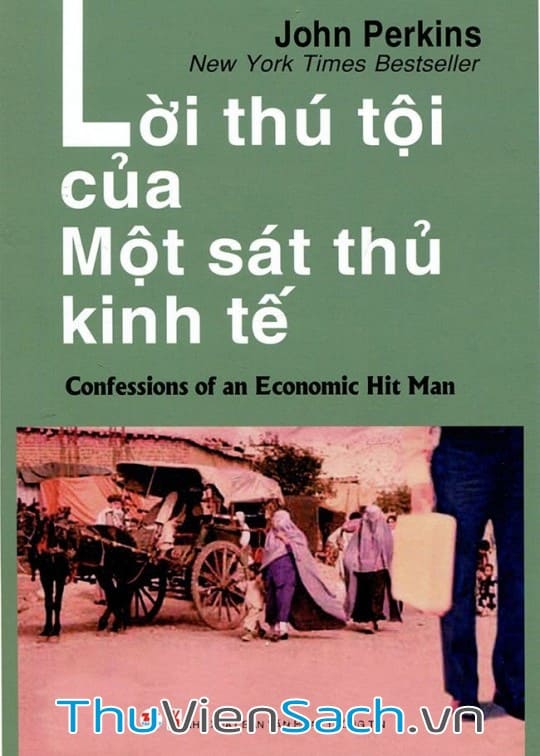 John Perkins
New York Times Bestseller
Lời thú tội
của
Một sát thủ
kinh tế
Confessions of an Economic Hit Man
ThuVienSach.vn